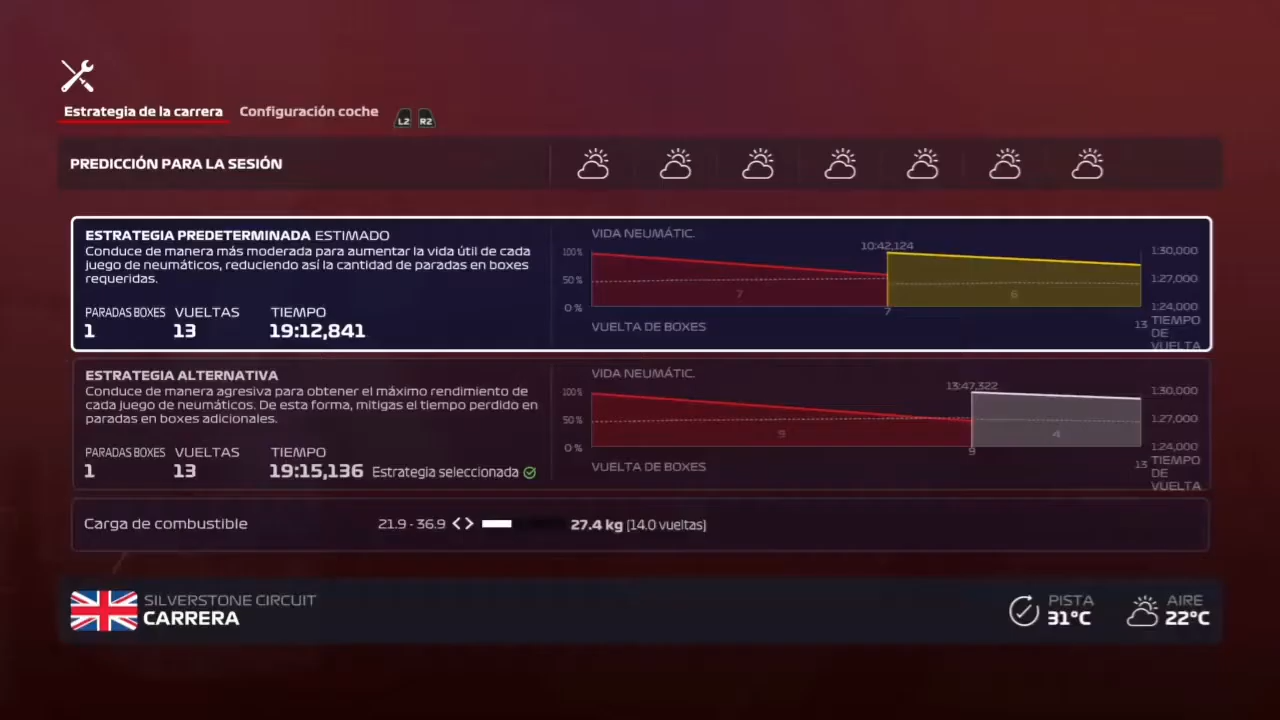 Estrategia de la carrera Configuración coche L2 R2
PREDICCIÓN PARA LA SESIÓN
ESTRATEGIA PREDETERMINADA ESTIMADO
Conduce de manera más moderada para aumentar la vida útil de cada
juego de neumáticos, reduciendo así la cantidad de paradas en boxes
requeridas.
PARADAS BOXES VUELTAS TIEMPO
1 13 19:12,841
VIDA NEUMÁTIC.
10:42,124
100% 1:30,000
50% 1:27,000
7 6
0% 1:24,000
7
VUELTA DE BOXES
13 TIEMPO
DE
VUELTA
ESTRATEGIA ALTERNATIVA
Conduce de manera agresiva para obtener el máximo rendimiento de
cada juego de neumáticos. De esta forma, mitigas el tiempo perdido en
paradas en boxes adicionales.
PARADAS BOXES VUELTAS TIEMPO
1 13 19:15,136 Estrategia seleccionada
VIDA NEUMÁTIC.
13:47,322
100% 1:30,000
50% 1:27,000
9 4
0% 1:24,000
9
VUELTA DE BOXES
13 TIEMPO
DE
VUELTA
Carga de combustible 21.9 - 36.9 27.4 kg [14.0 vueltas]
SILVERSTONE CIRCUIT
CARRERA
PISTA
31°C
AIRE
22°C